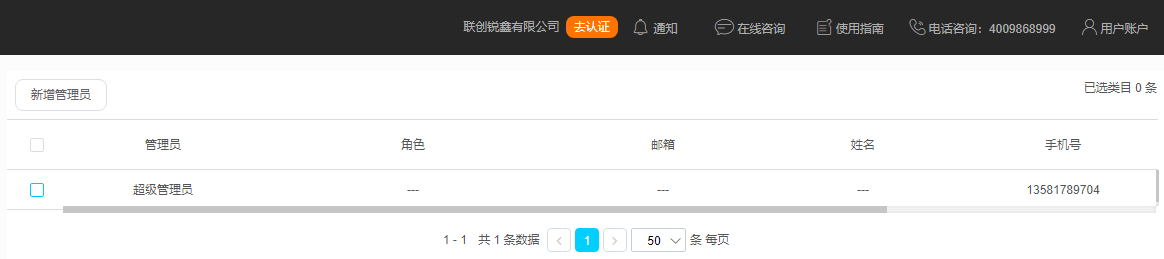 联创锐鑫有限公司 去认证 通知 在线咨询 使用指南 电话咨询：4009868999 用户账户
新增管理员 已选类目 0 条
管理员 角色 邮箱 姓名 手机号
超级管理员 --- --- --- 13581789704
1 - 1 共 1 条数据 < 1 > 50 条 每页